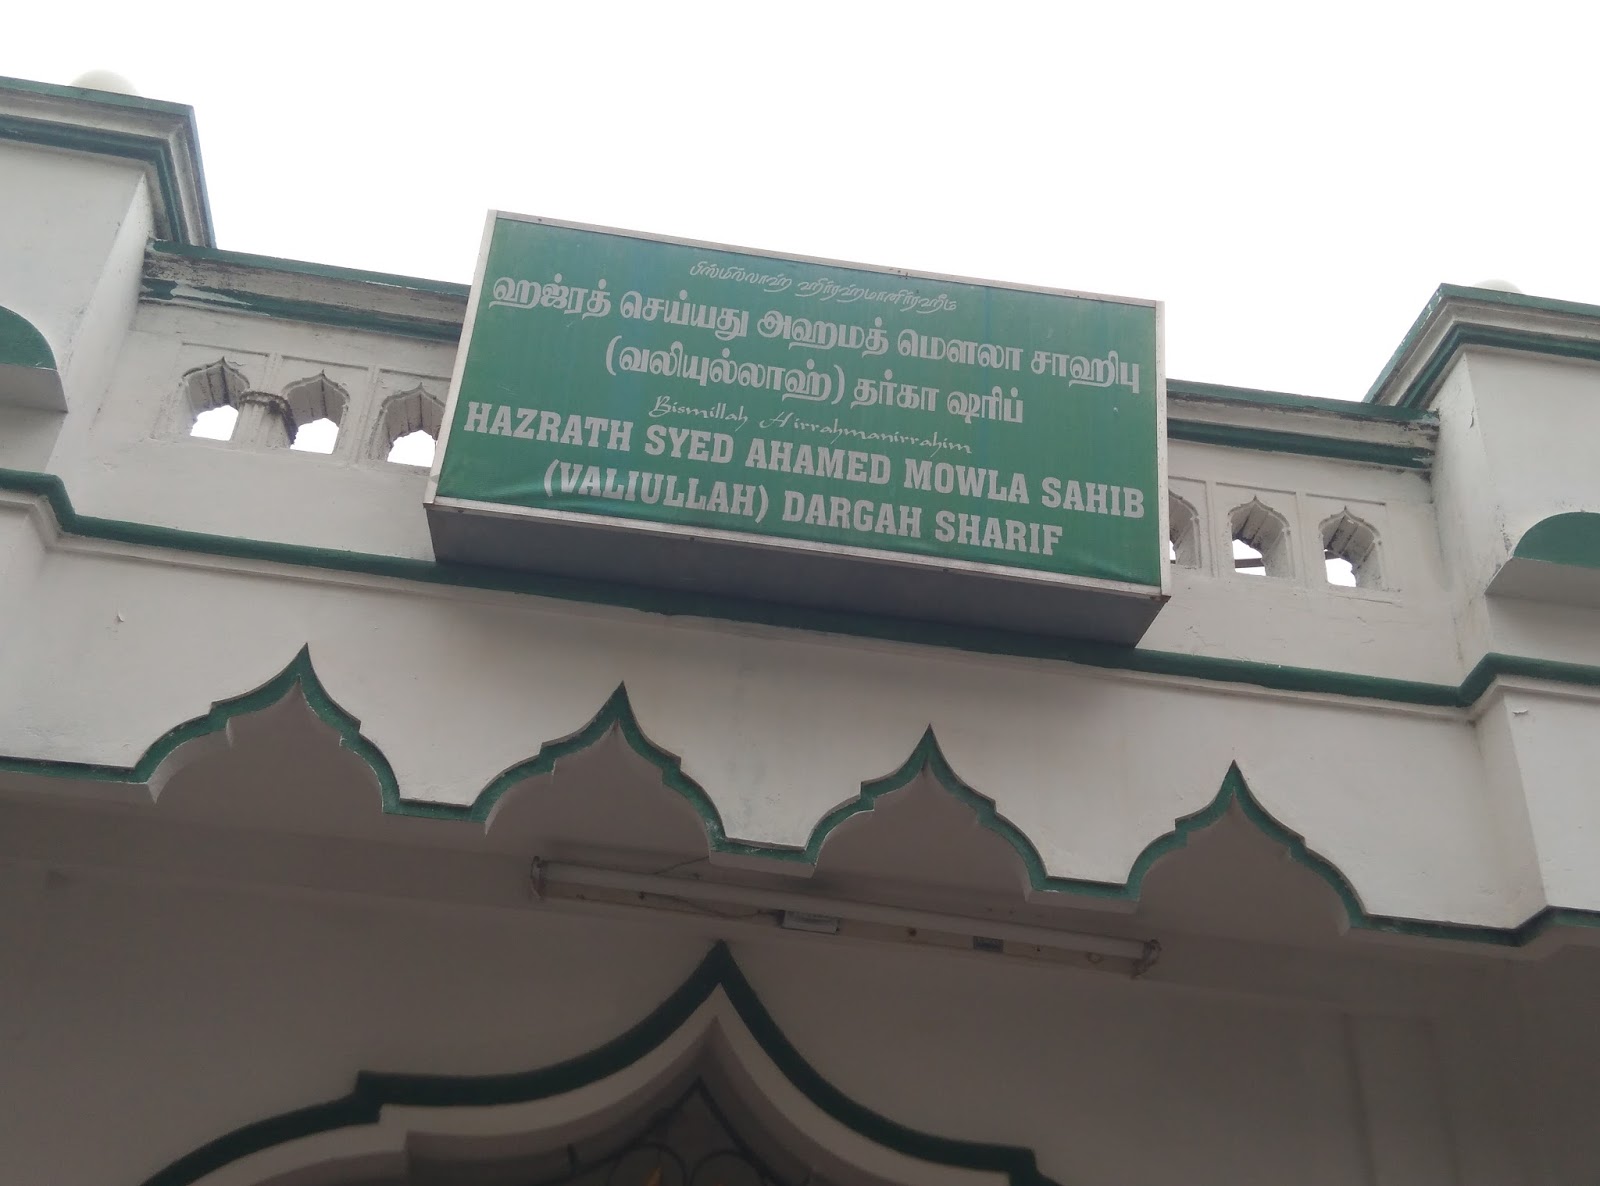 பிஸ்மில்லாஹிர் ஹிர்ரஹ்மானிர்ரஹீம்
ஹஜ்ரத் செய்யது அஹமத் மௌலா சாஹிபு
(வலியுல்லாஹ்) தர்கா ஷரிப்
Bismillah Hirrahmanirrahim
HAZRATH SYED AHAMED MOWLA SAHIB
(VALIULLAH) DARGAH SHARIF